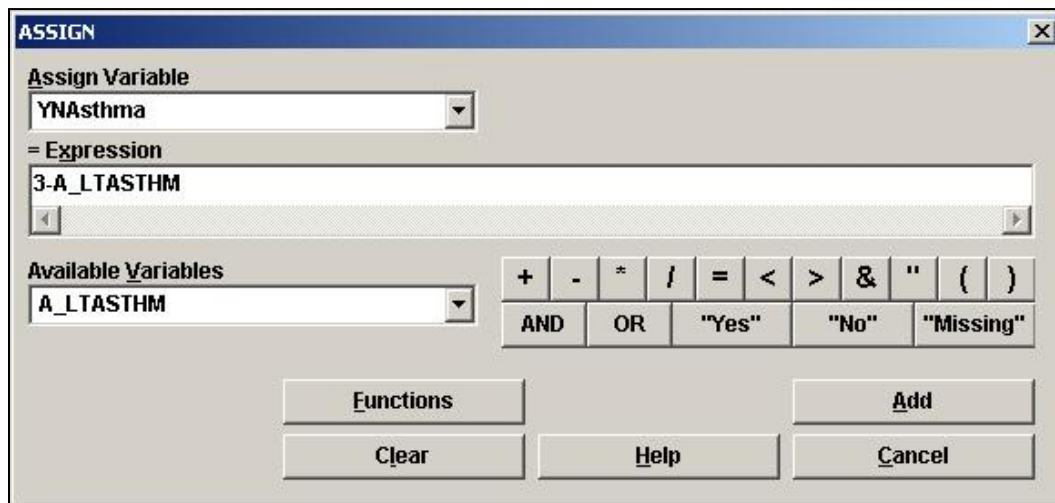 ASSIGN
Assign Variable
YNAsthma
= Expression
3-A_LTASTHM
Available Variables
A_LTASTHM
+ - * / = < > & " ( )
AND OR "Yes" "No" "Missing"
Functions Add
Clear Help Cancel